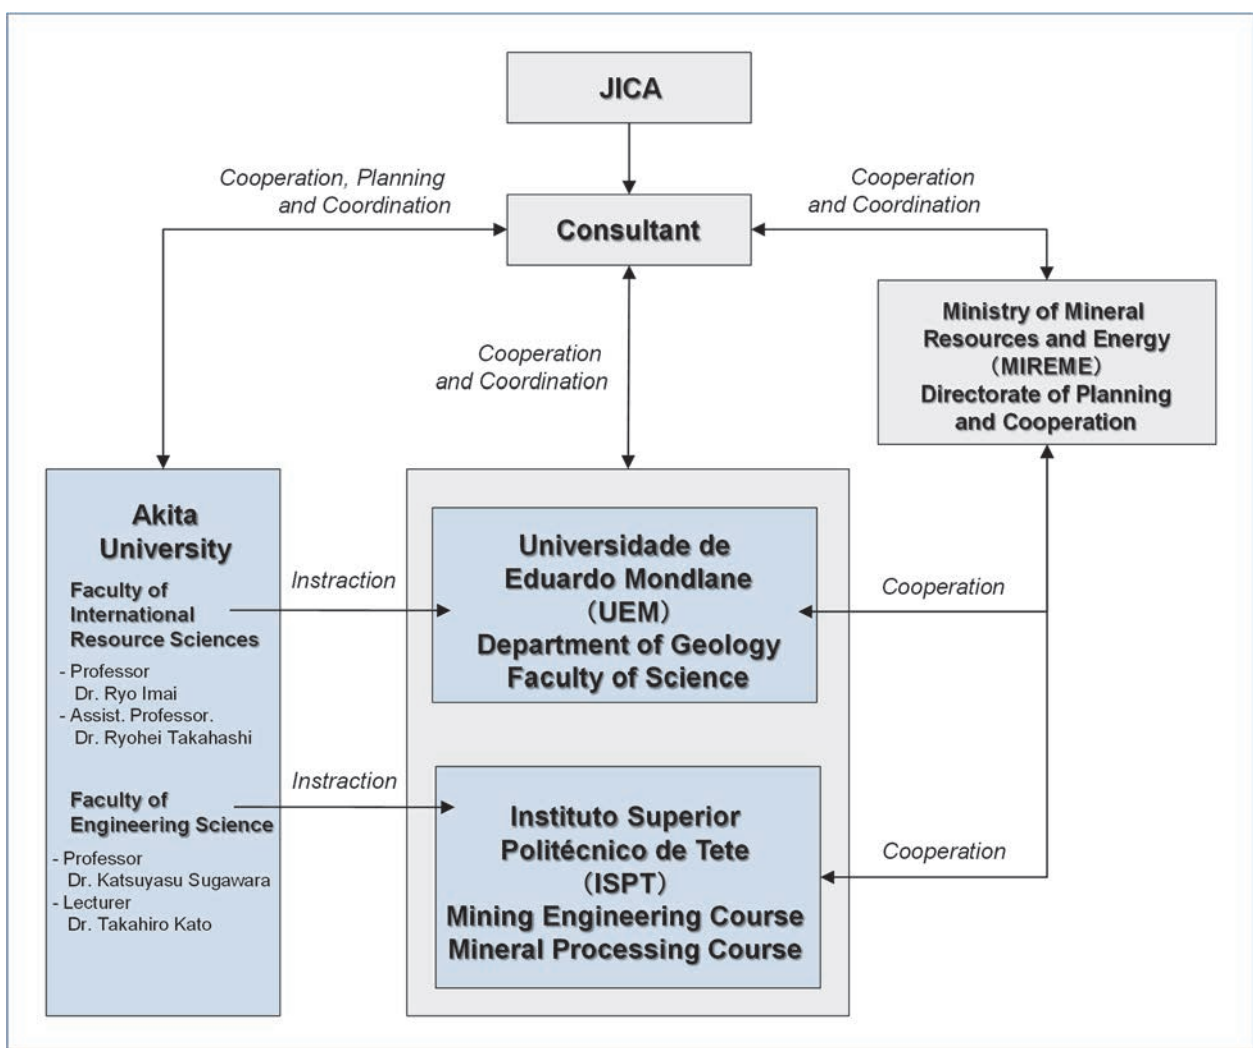 JICA
Cooperation, Planning
and Coordination
Consultant
Cooperation
and Coordination
Ministry of Mineral
Resources and Energy
(MIREME)
Directorate of Planning
and Cooperation
Cooperation
and Coordination
Akita
University
Faculty of
International
Resource Sciences
- Professor
Dr. Ryo Imai
- Assist. Professor.
Dr. Ryohei Takahashi
Faculty of
Engineering Science
- Professor
Dr. Katsuyasu Sugawara
- Lecturer
Dr. Takahiro Kato
Instraction
Instraction
Universidade de
Eduardo Mondlane
(UEM)
Department of Geology
Faculty of Science
Instituto Superior
Politécnico de Tete
(ISPT)
Mining Engineering Course
Mineral Processing Course
Cooperation
Cooperation